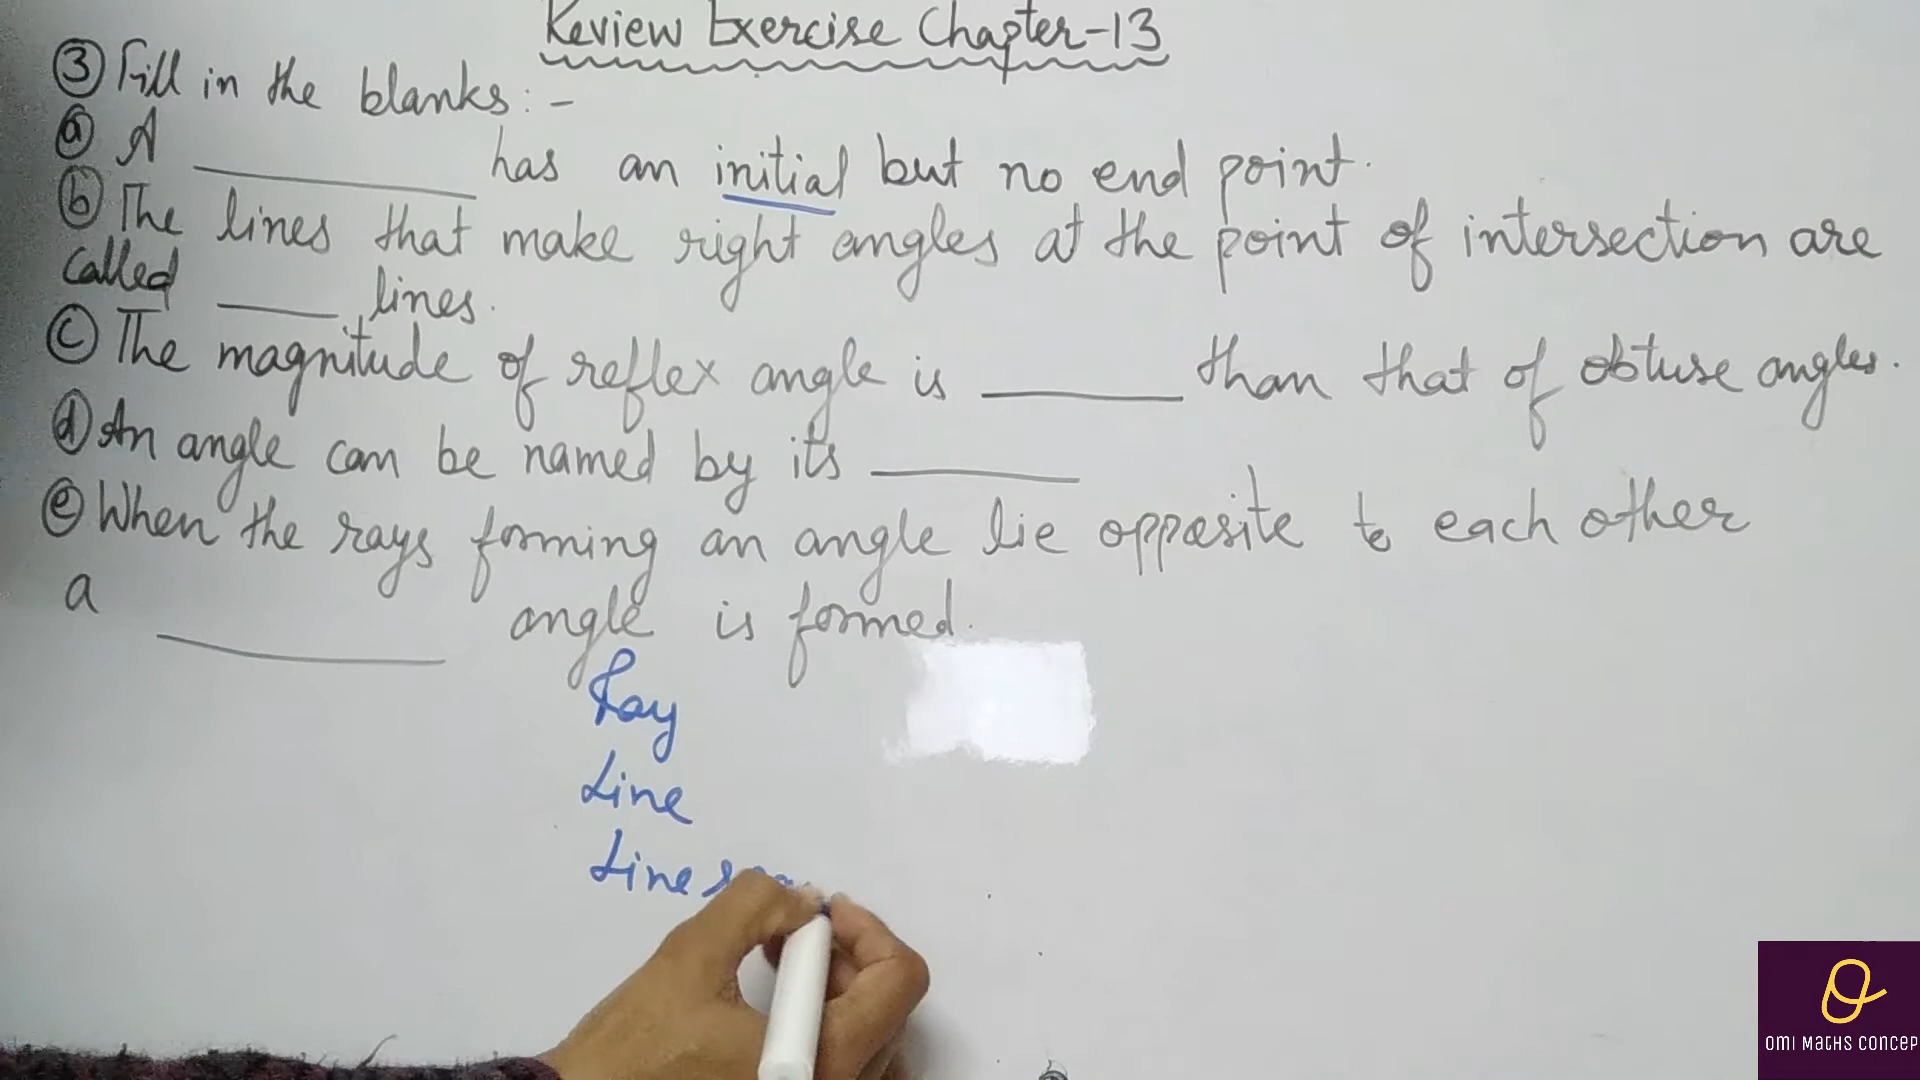 Review Exercise Chapter-13
③ Fill in the blanks:-
ⓐ A ________ has an initial but no end point.
ⓑ The lines that make right angles at the point of intersection are
called ____ lines.
ⓒ The magnitude of reflex angle is ______ than that of obtuse angles.
ⓓ An angle can be named by its ______
ⓔ When the rays forming an angle lie opposite to each other
a ________ angle is formed.
Ray
Line
Line
OMI MATHS CONCEP